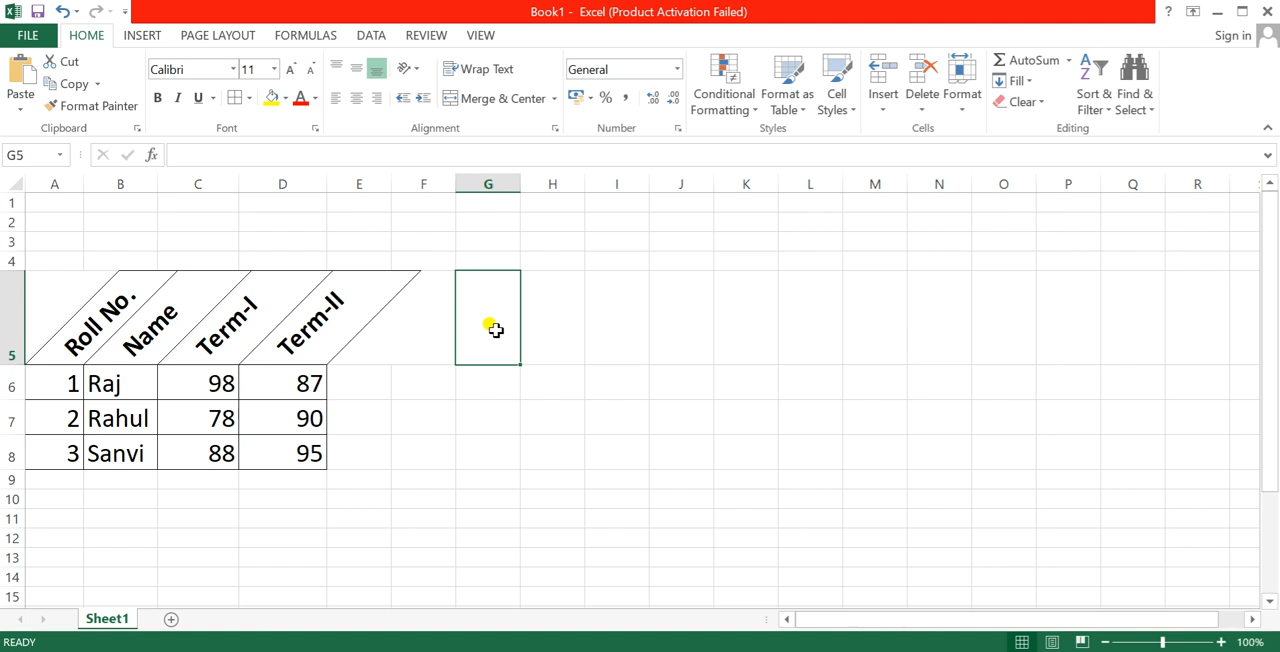 Book1 - Excel (Product Activation Failed)
FILE HOME INSERT PAGE LAYOUT FORMULAS DATA REVIEW VIEW Sign in
Paste Cut Copy Format Painter Clipboard
Calibri 11 A A B I U A Font
Wrap Text Merge & Center Alignment
General % , Number
Conditional Formatting Format as Table Cell Styles Styles
Insert Delete Format Cells
AutoSum Fill Clear Sort & Filter Find & Select Editing
G5 fx
A B C D E F G H I J K L M N O P Q R
1
2
3
4
5 Roll No. Name Term-I Term-II
6 1 Raj 98 87
7 2 Rahul 78 90
8 3 Sanvi 88 95
9
10
11
12
13
14
15
Sheet1
READY 100%